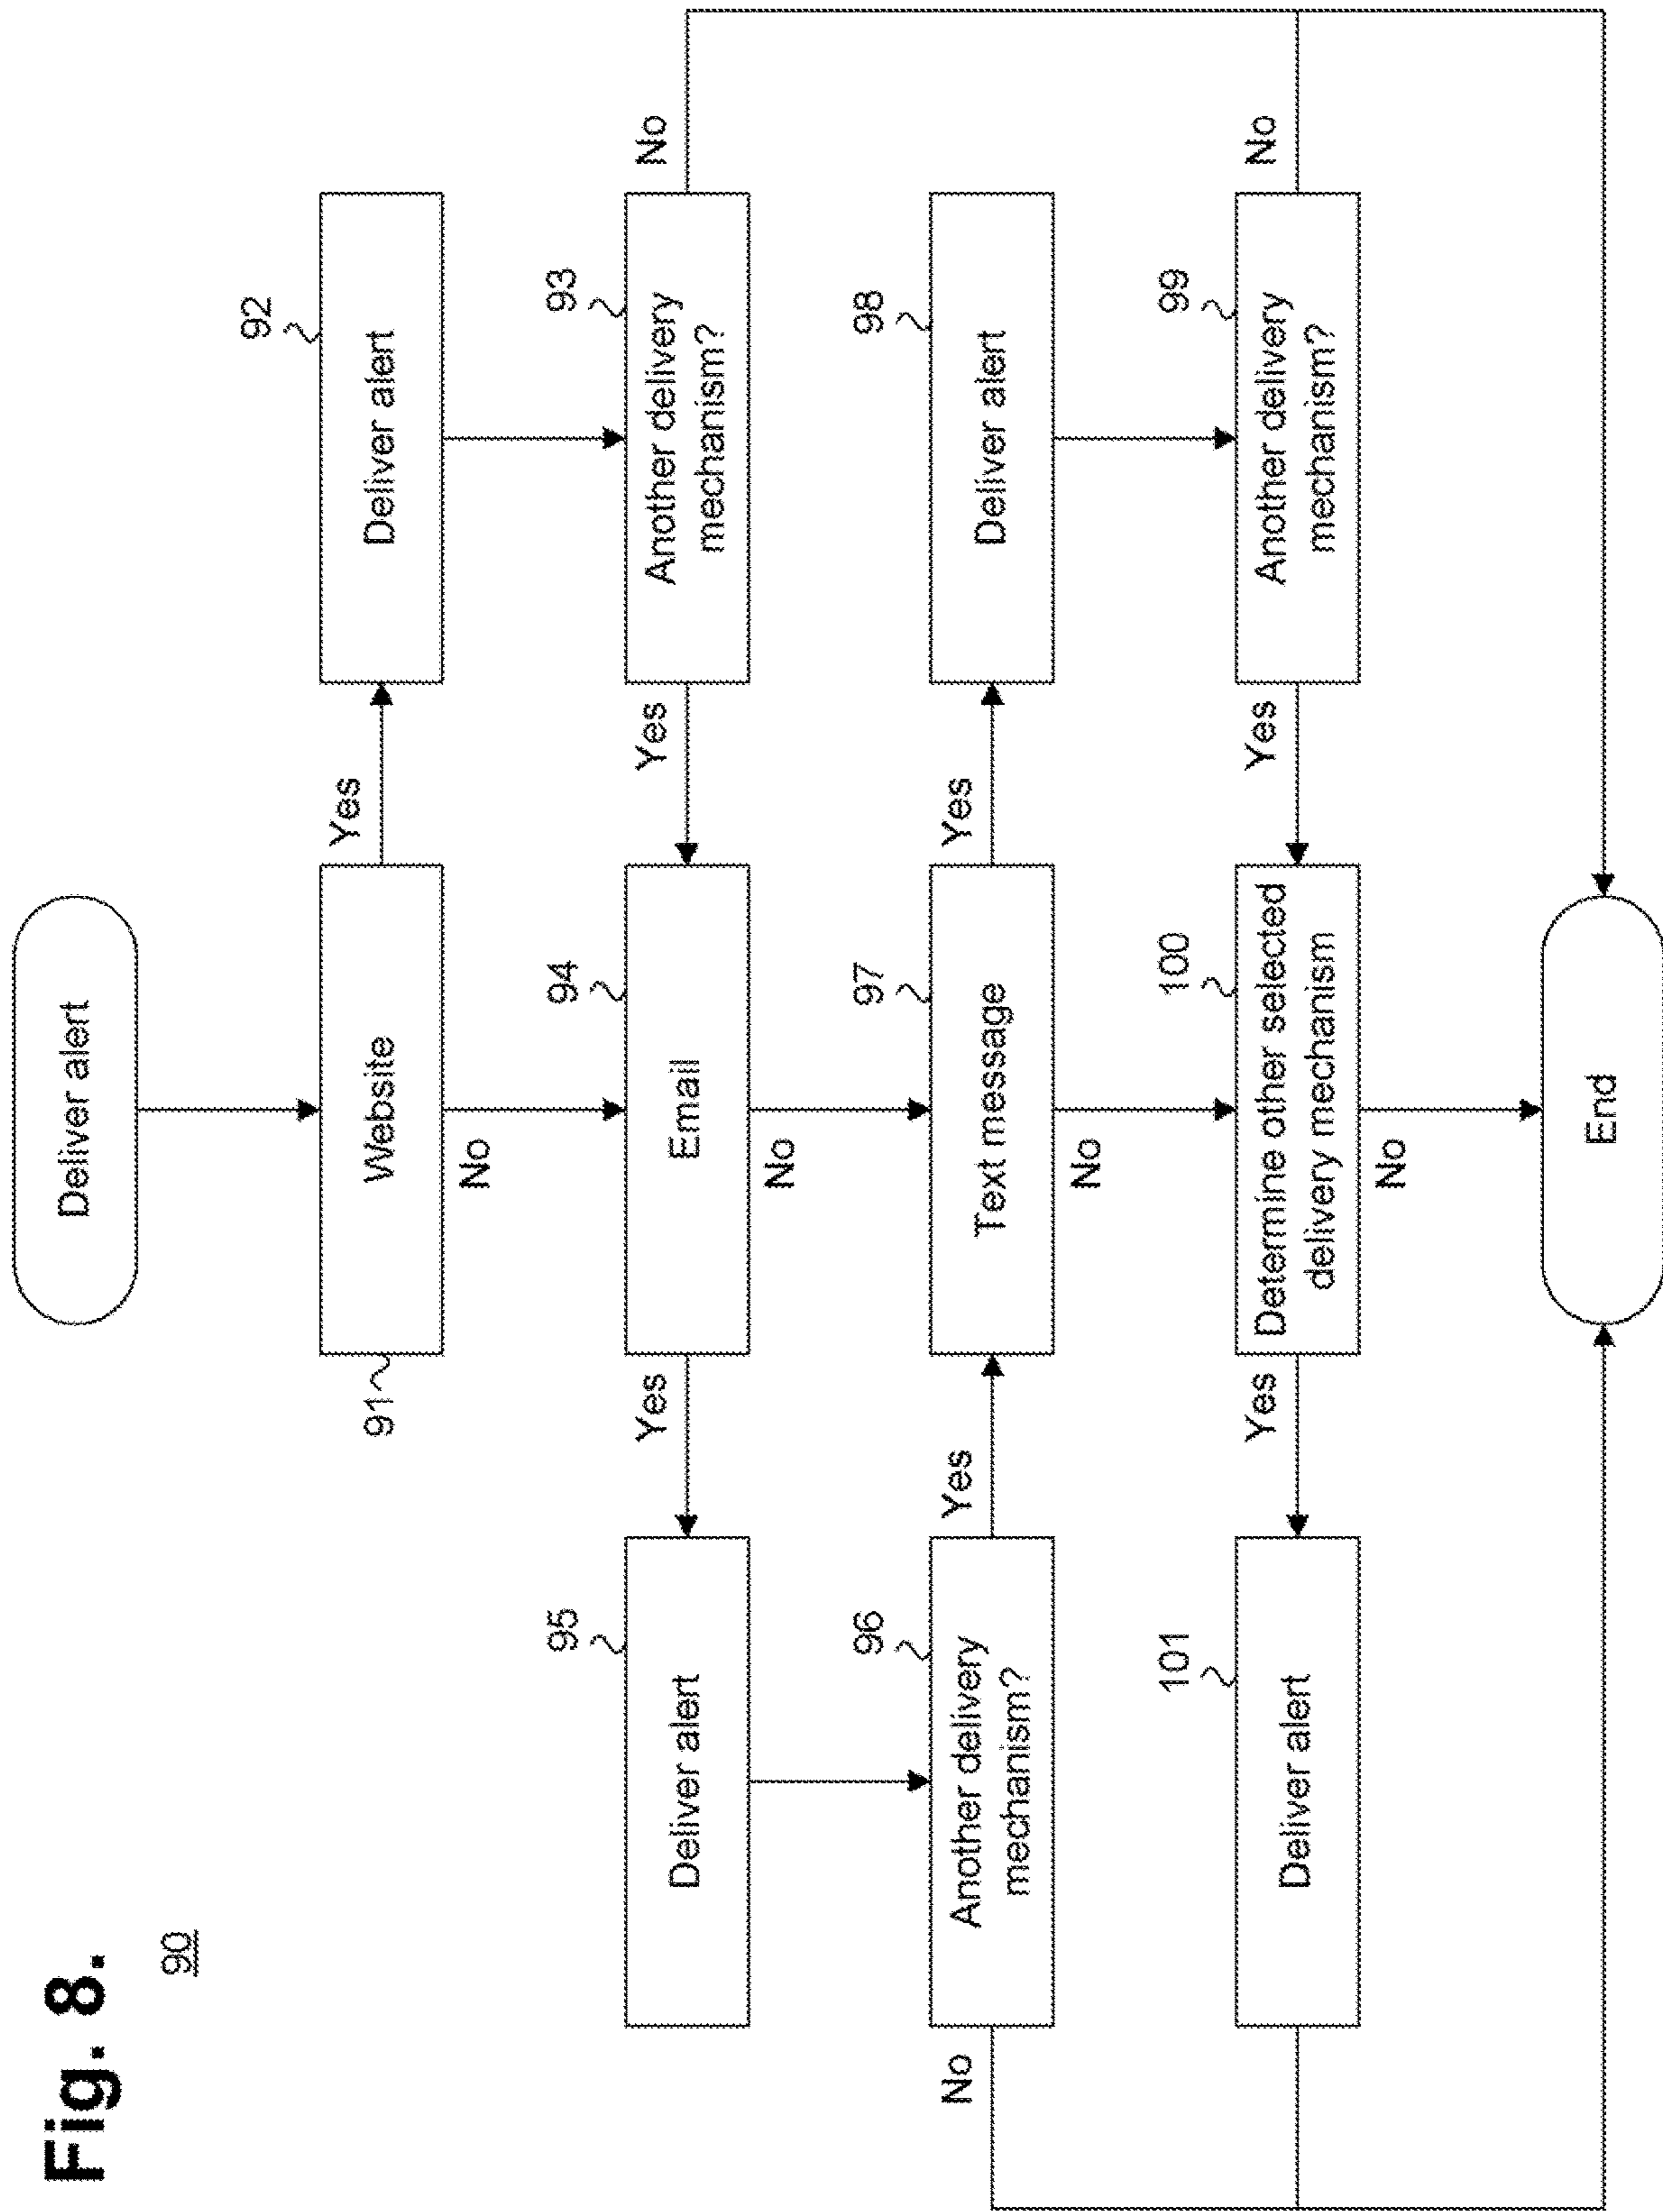 Fig. 8.
90
Deliver alert
91
Website
Yes
No
92
Deliver alert
93
Another delivery
mechanism?
No
Yes
94
Email
Yes
No
95
Deliver alert
96
Another delivery
mechanism?
No
Yes
97
Text message
Yes
No
98
Deliver alert
99
Another delivery
mechanism?
No
Yes
100
Determine other selected
delivery mechanism
Yes
No
101
Deliver alert
End